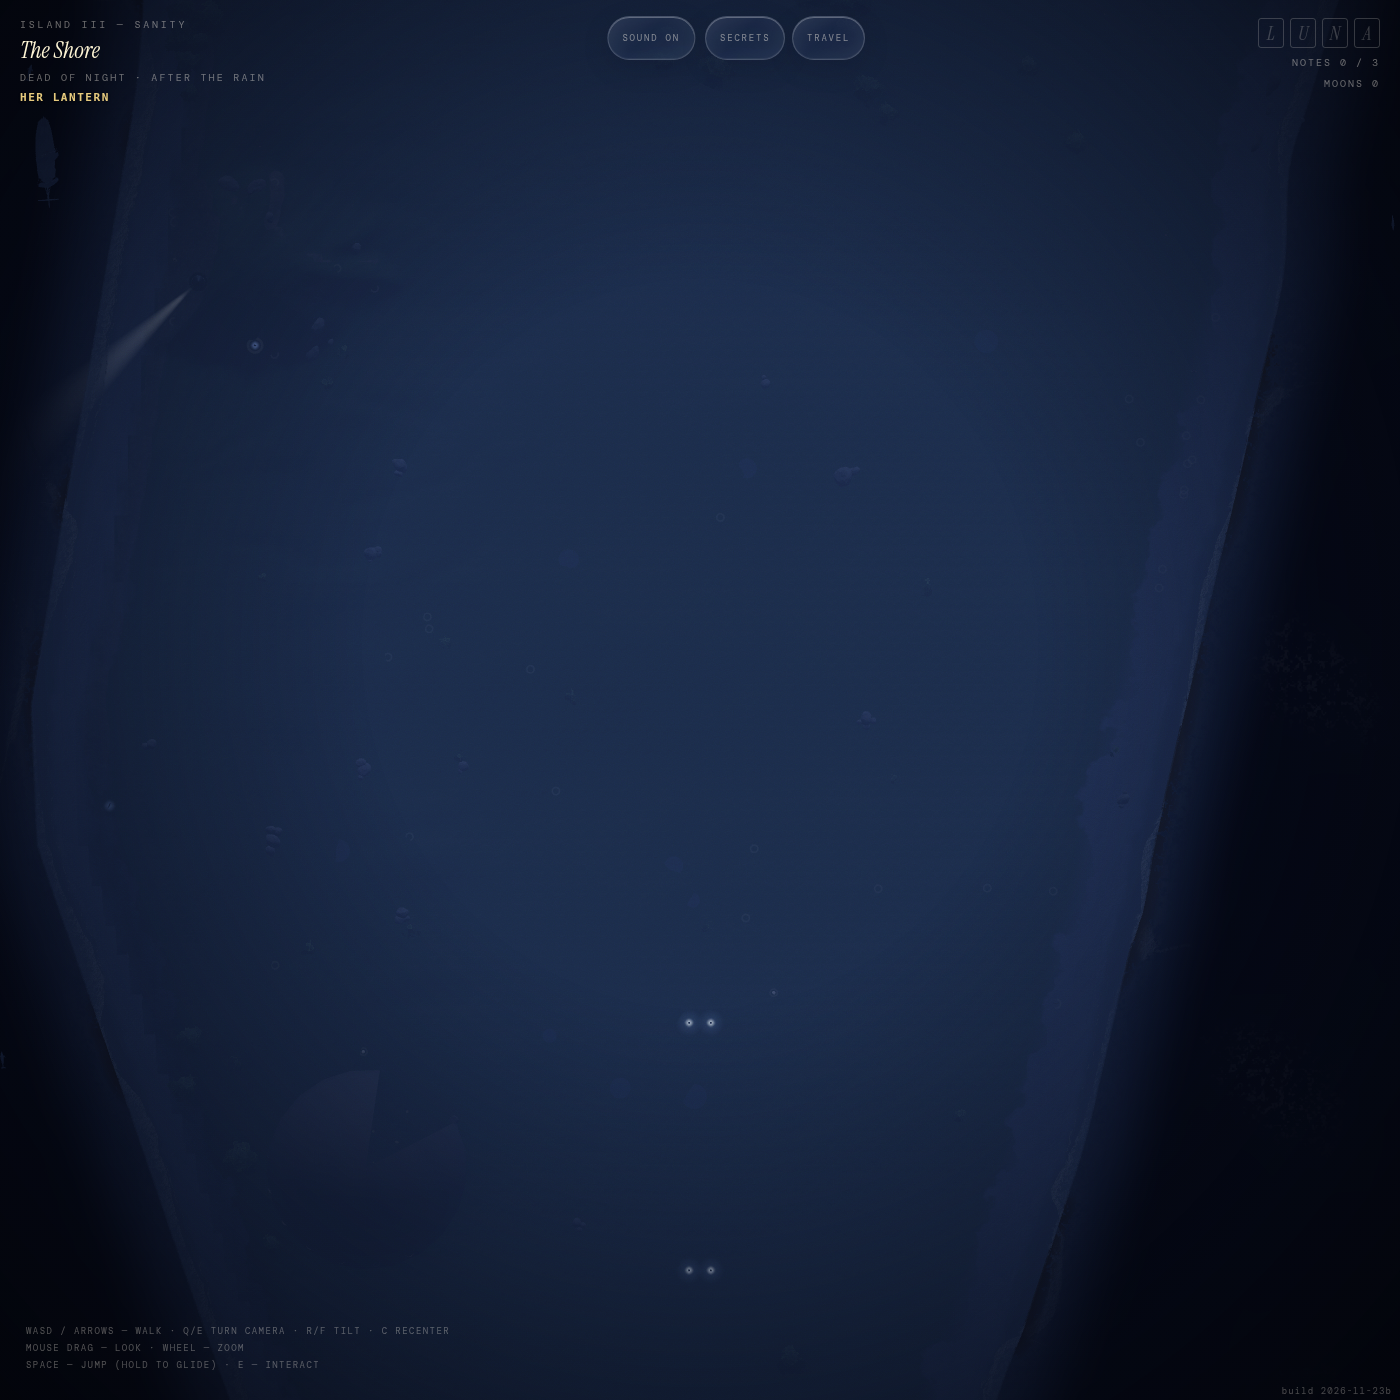 ISLAND III — SANITY
The Shore
DEAD OF NIGHT · AFTER THE RAIN
HER LANTERN
SOUND ON
SECRETS
TRAVEL
L U N A
NOTES 0 / 3
MOONS 0
WASD / ARROWS — WALK · Q/E TURN CAMERA · R/F TILT · C RECENTER
MOUSE DRAG — LOOK · WHEEL — ZOOM
SPACE — JUMP (HOLD TO GLIDE) · E — INTERACT
build 2026-11-23b